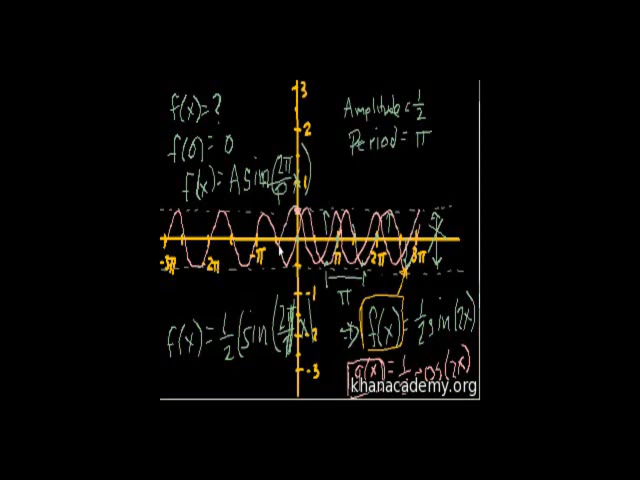 f(x) = ?
f(0) = 0
f(x) = A sin(2π/P x)
Amplitude = 1/2
Period = π
3
2
1
-3π -2π -π π 2π 3π
π
-1
-2
-3
f(x) = 1/2 (sin(2π/π x) ⇒ f(x) = 1/2 sin(2x)
g(x) = 1/2 cos(2x)
khanacademy.org